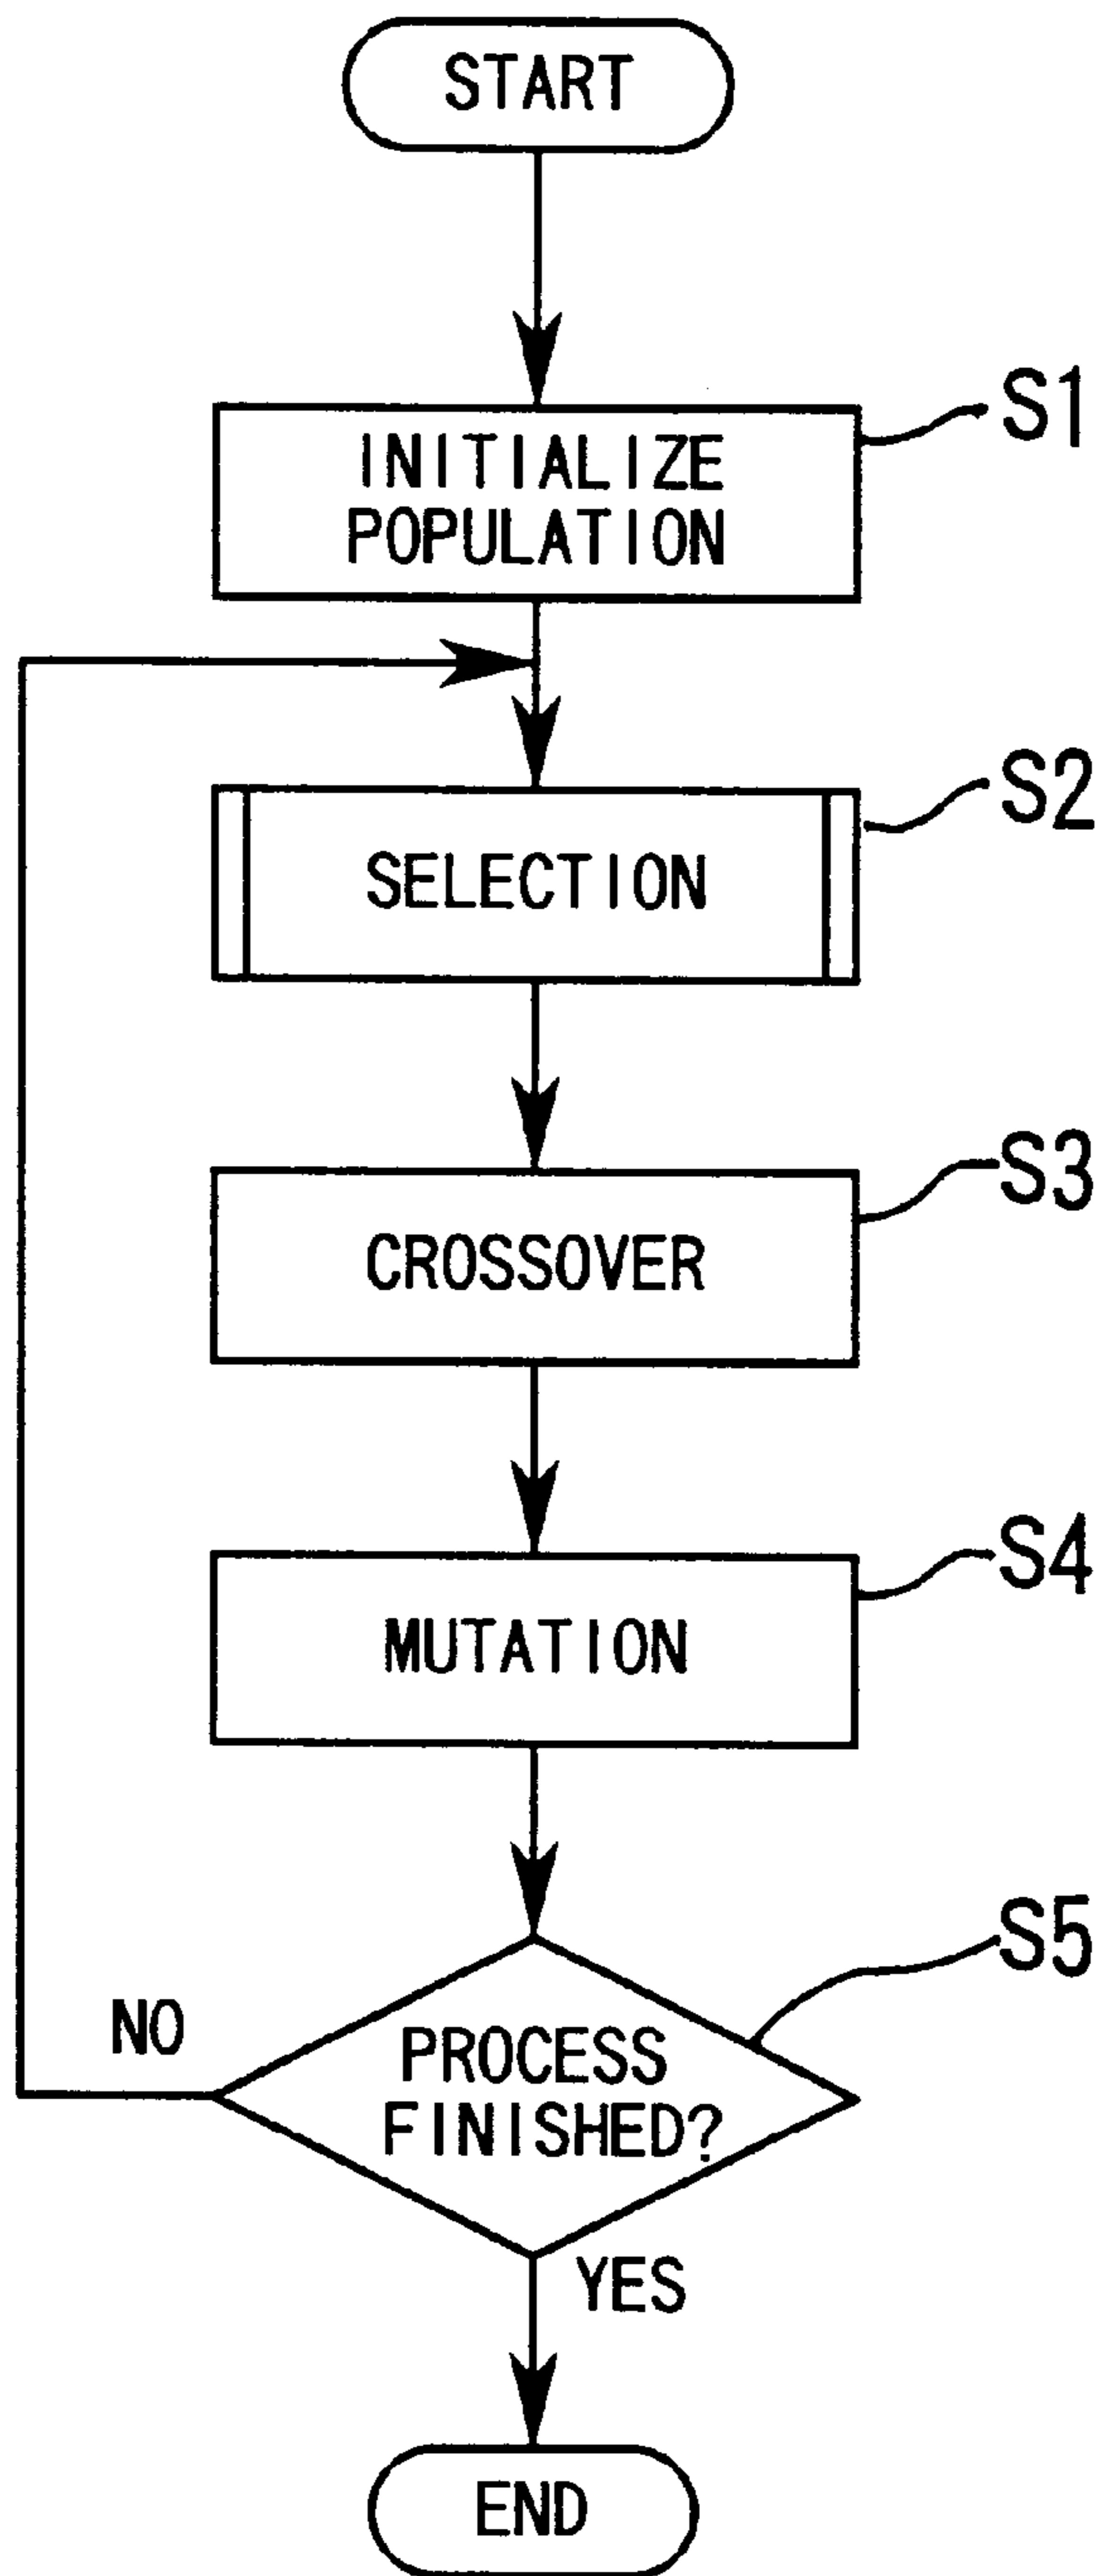 START
INITIALIZE
POPULATION
S1
SELECTION
S2
CROSSOVER
S3
MUTATION
S4
PROCESS
FINISHED?
S5
NO
YES
END